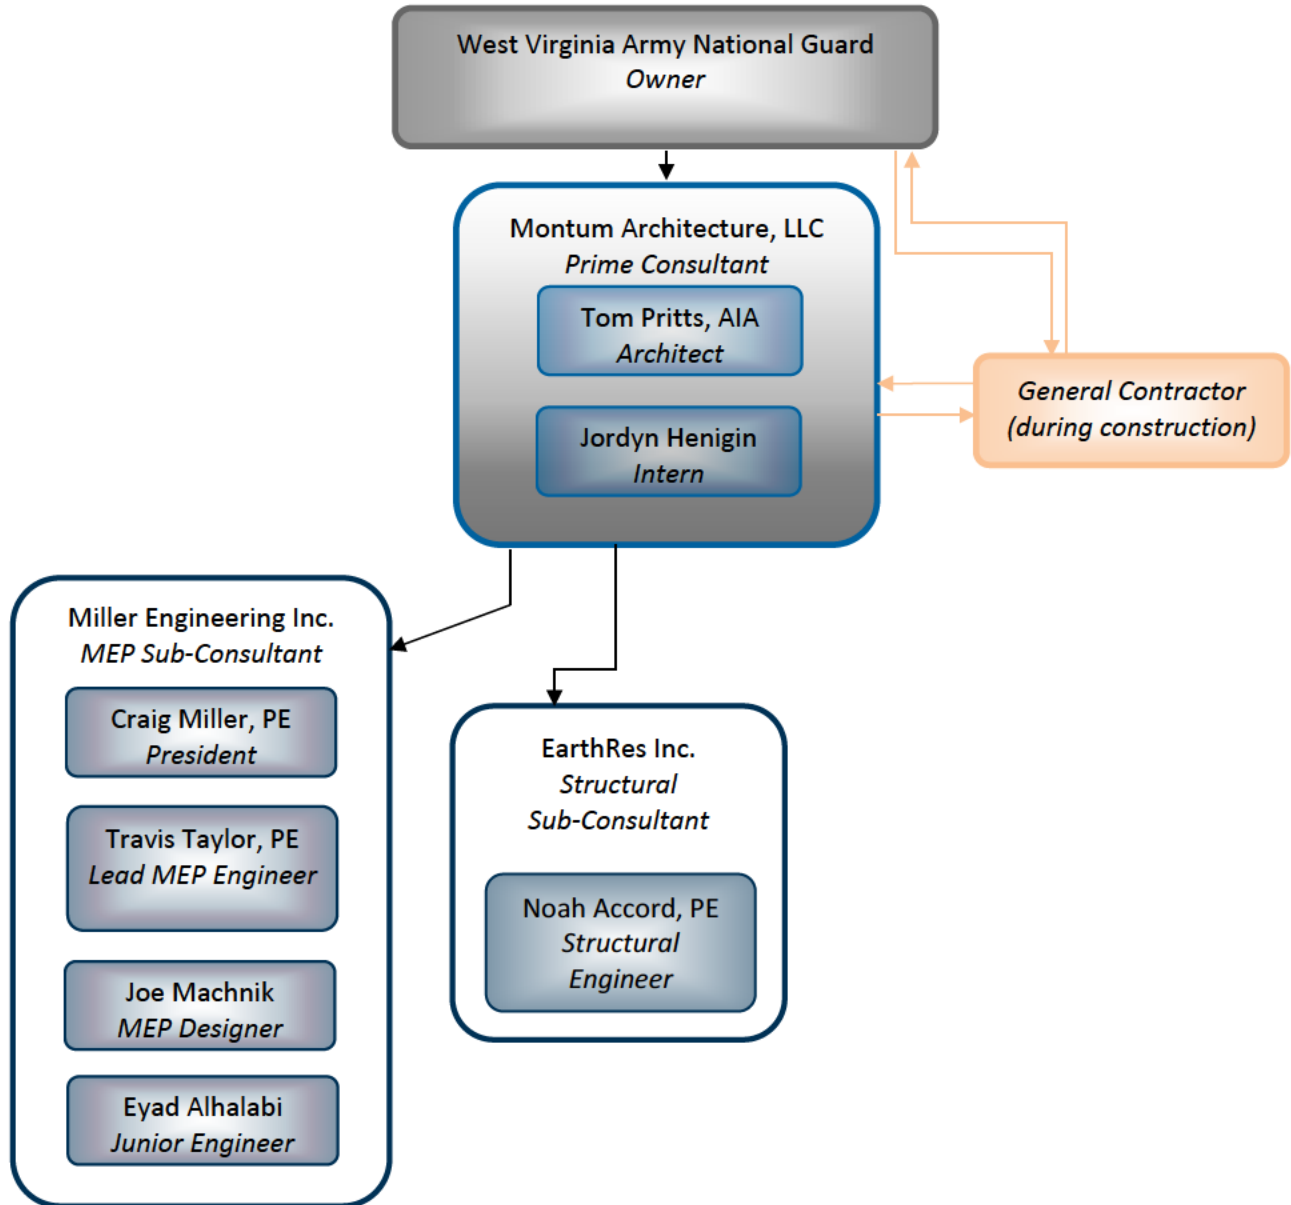 West Virginia Army National Guard
Owner
Montum Architecture, LLC
Prime Consultant
Tom Pritts, AIA
Architect
Jordyn Henigin
Intern
General Contractor
(during construction)
Miller Engineering Inc.
MEP Sub-Consultant
Craig Miller, PE
President
Travis Taylor, PE
Lead MEP Engineer
Joe Machnik
MEP Designer
Eyad Alhalabi
Junior Engineer
EarthRes Inc.
Structural
Sub-Consultant
Noah Accord, PE
Structural
Engineer